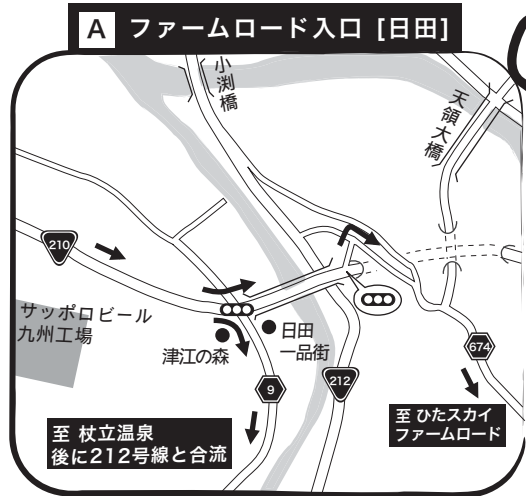 A ファームロード入口 [日田]
小渕橋
天領大橋
210
サッポロビール
九州工場
津江の森
日田
一品街
9
212
674
至 杖立温泉
後に212号線と合流
至 ひたスカイ
ファームロード